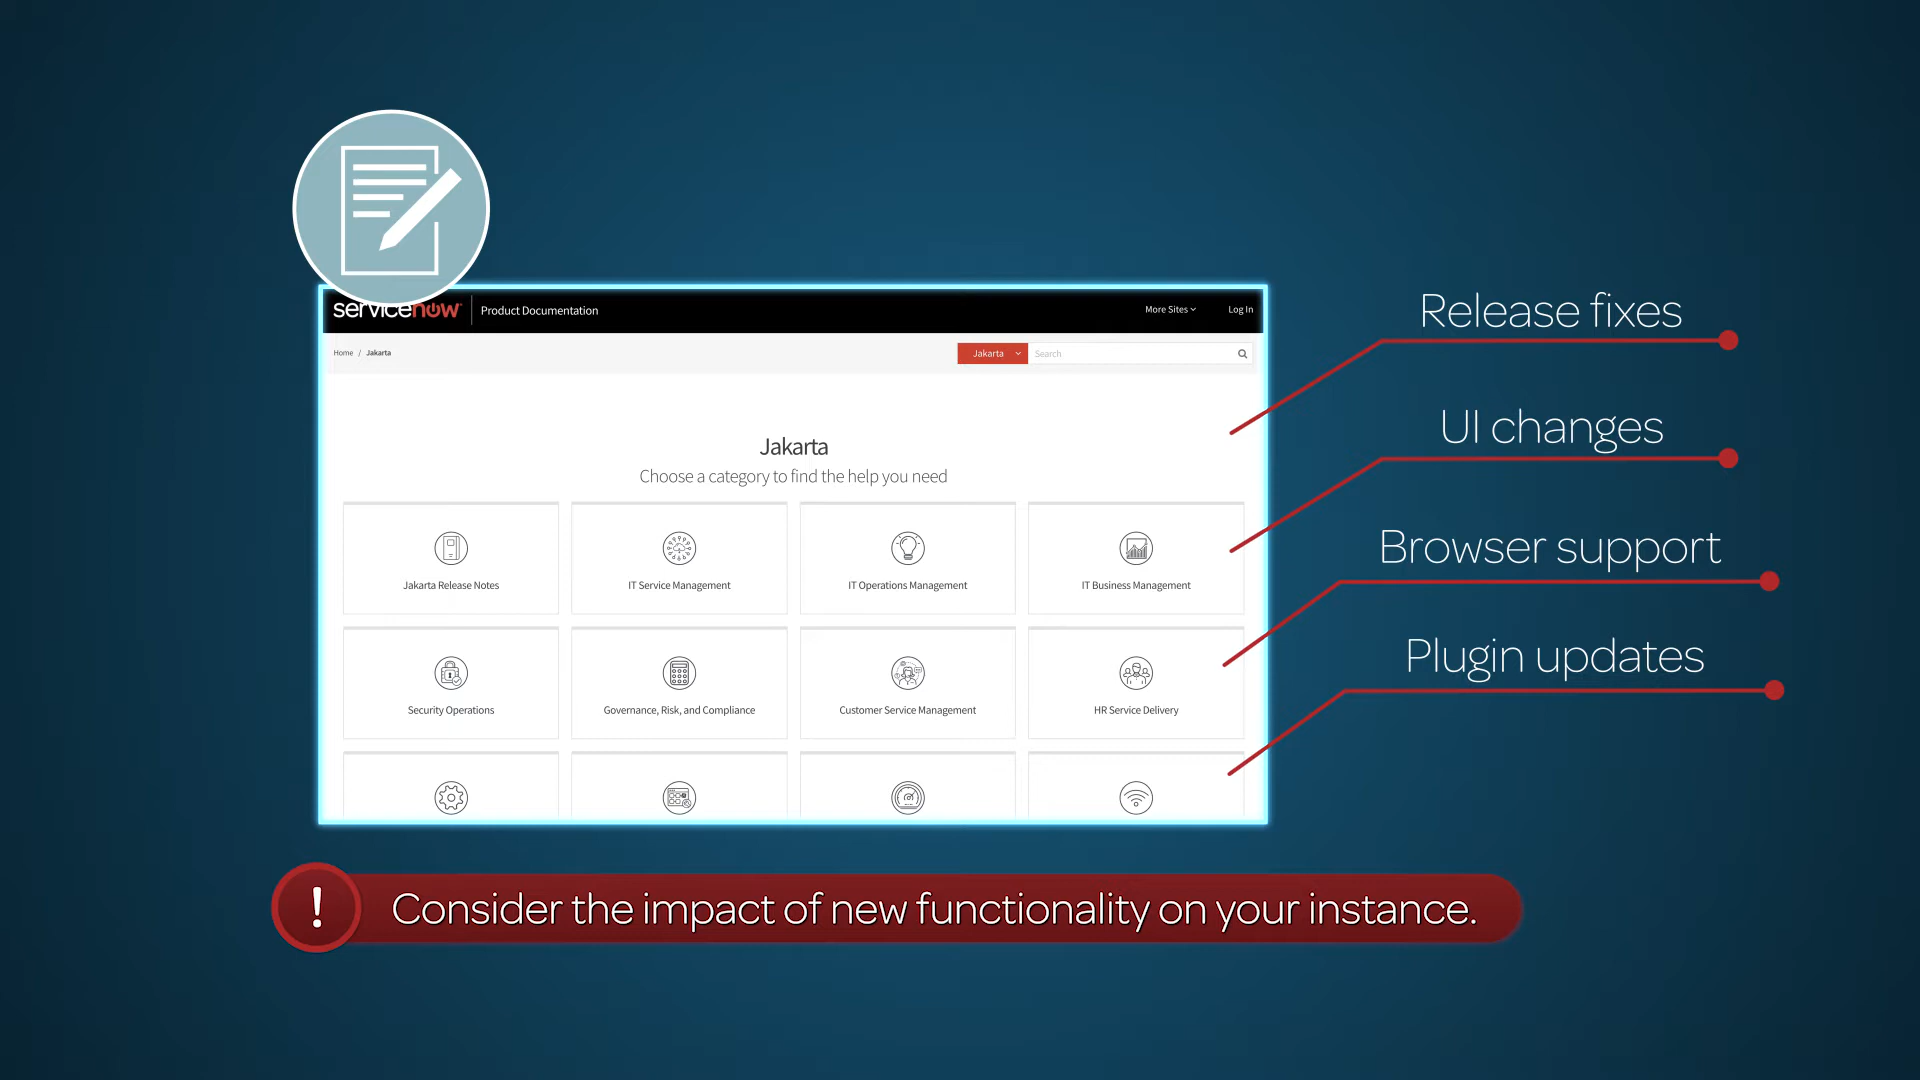 servicenow
Product Documentation
More Sites
Log In
Home / Jakarta
Jakarta
Search
Jakarta
Choose a category to find the help you need
Jakarta Release Notes
IT Service Management
IT Operations Management
IT Business Management
Security Operations
Governance, Risk, and Compliance
Customer Service Management
HR Service Delivery
Release fixes
UI changes
Browser support
Plugin updates
! Consider the impact of new functionality on your instance.